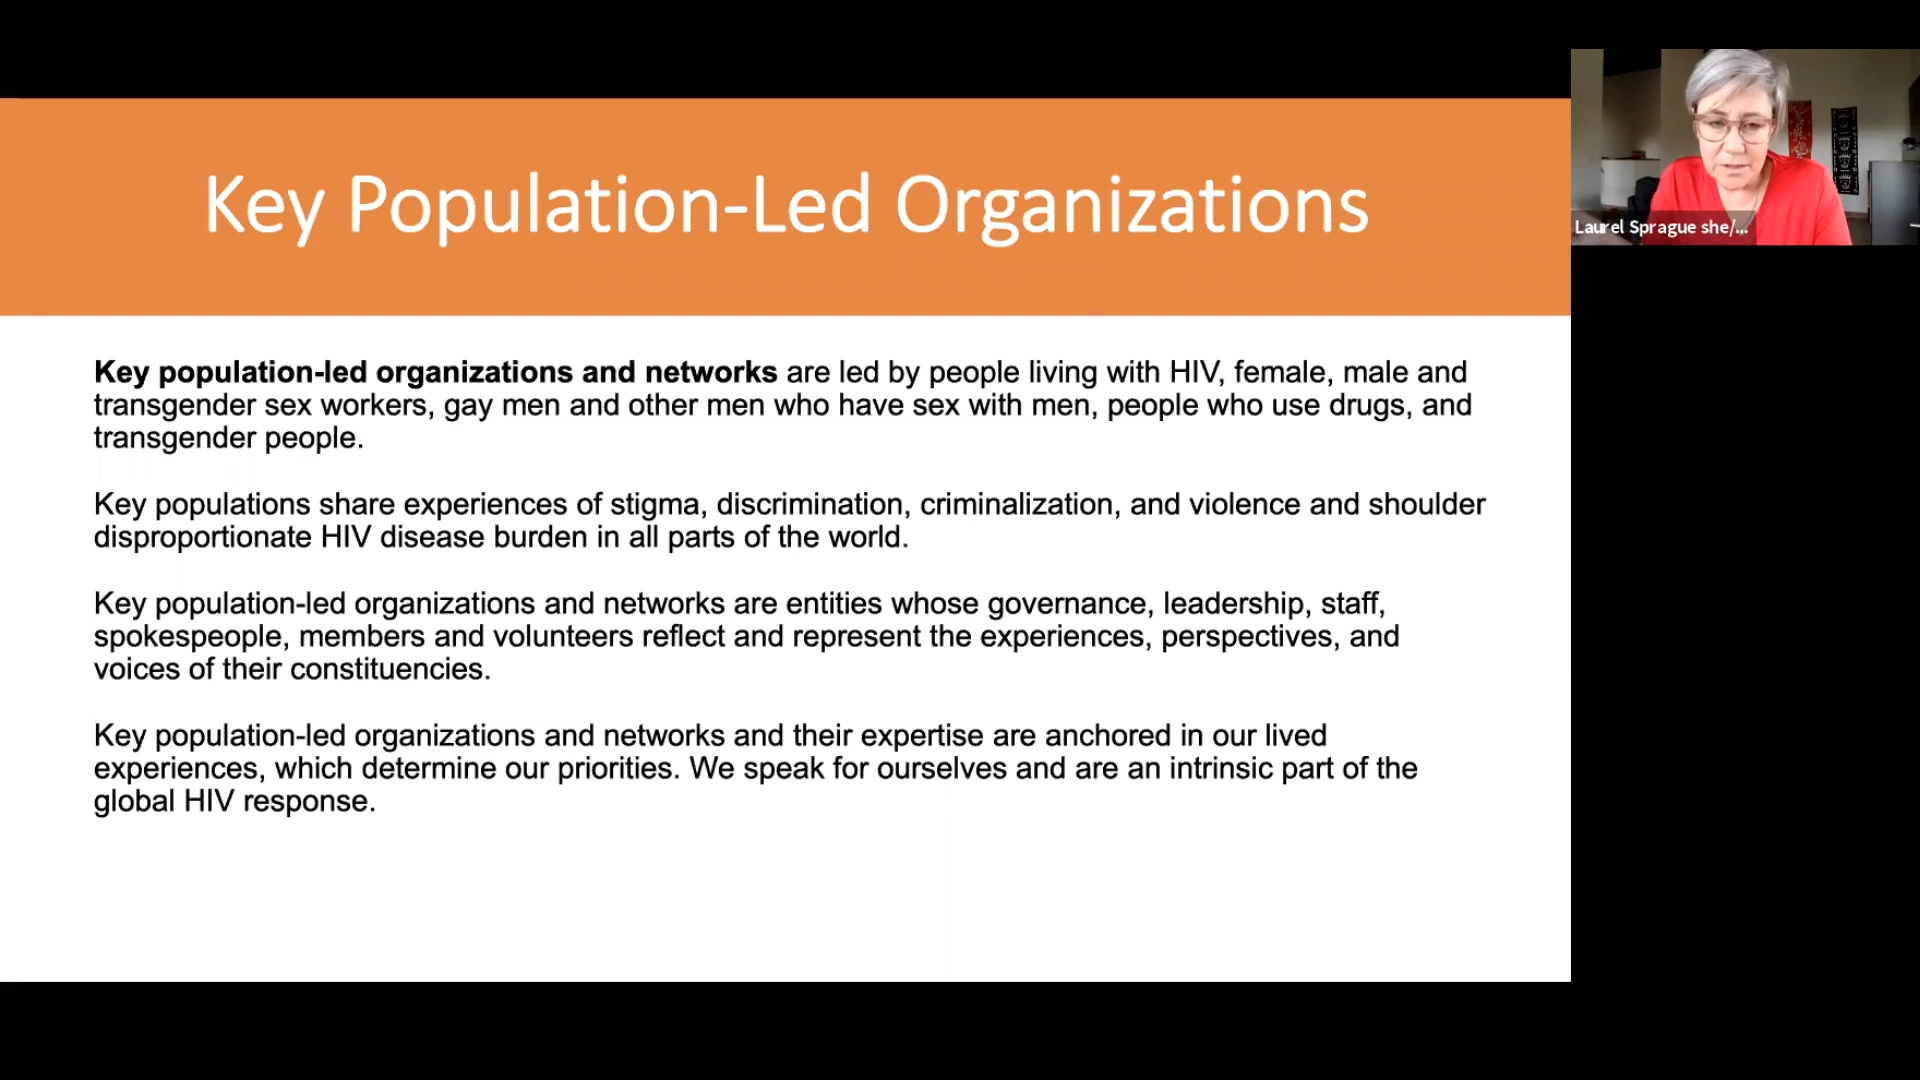 Key Population-Led Organizations
Laurel Sprague she/...
Key population-led organizations and networks are led by people living with HIV, female, male and
transgender sex workers, gay men and other men who have sex with men, people who use drugs, and
transgender people.
Key populations share experiences of stigma, discrimination, criminalization, and violence and shoulder
disproportionate HIV disease burden in all parts of the world.
Key population-led organizations and networks are entities whose governance, leadership, staff,
spokespeople, members and volunteers reflect and represent the experiences, perspectives, and
voices of their constituencies.
Key population-led organizations and networks and their expertise are anchored in our lived
experiences, which determine our priorities. We speak for ourselves and are an intrinsic part of the
global HIV response.